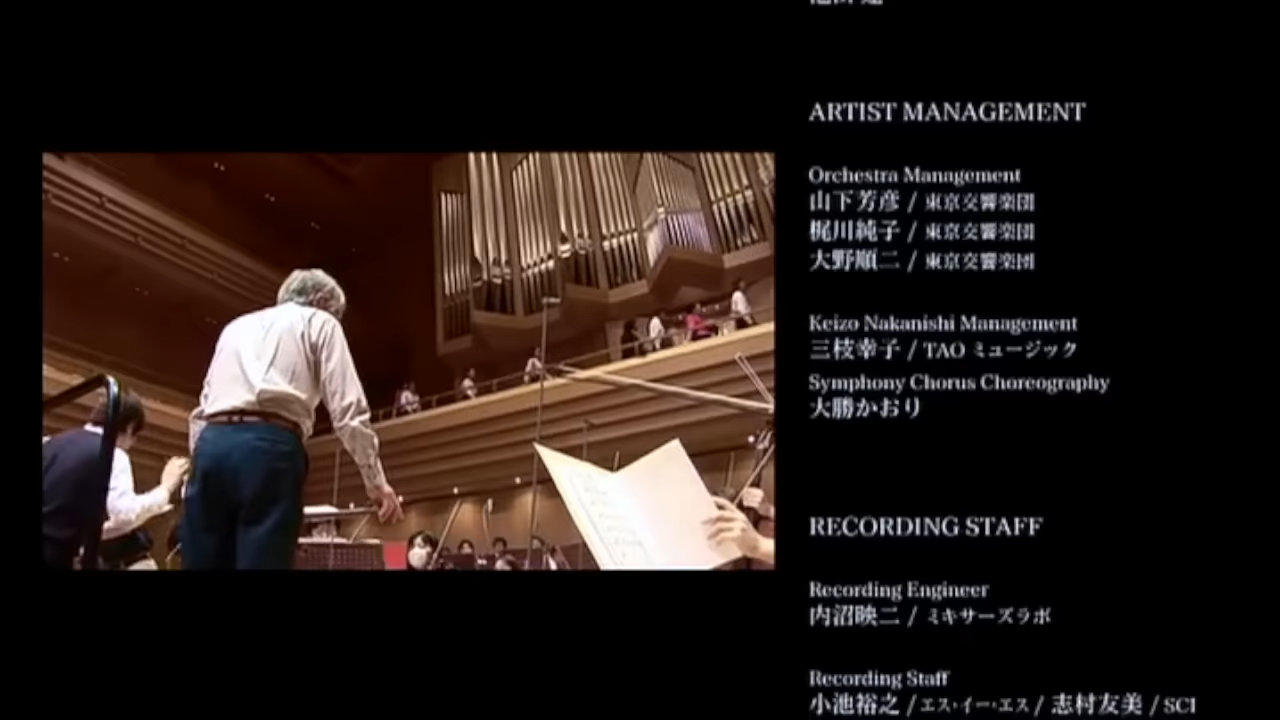 ARTIST MANAGEMENT
Orchestra Management
山下芳彦 / 東京交響楽団
梶川純子 / 東京交響楽団
大野順二 / 東京交響楽団
Keizo Nakanishi Management
三枝幸子 / TAO ミュージック
Symphony Chorus Choreography
大勝かおり
RECORDING STAFF
Recording Engineer
内沼映二 / ミキサーズラボ
Recording Staff
小池裕之 / エス・イー・エス / 志村友美 / SCI